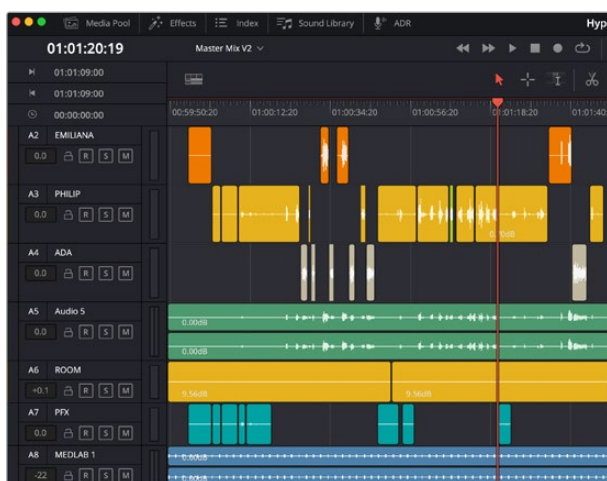 Media Pool Effects Index Sound Library ADR Hyp
01:01:20:19 Master Mix V2
01:01:09:00
01:01:09:00
00:00:00:00
00:59:50:20 01:00:12:20 01:00:34:20 01:00:56:20 01:01:18:20 01:01:40:
A2 EMILIANA
0.0 R S M
A3 PHILIP
0.0 R S M
A4 ADA
0.0 R S M
A5 Audio 5
0.00dB
0.0 R S M
0.00dB
A6 ROOM
+0.1 R S M
9.56dB 9.56dB
A7 PFX
0.0 R S M
A8 MEDLAB 1
0.00dB
-22 R S M